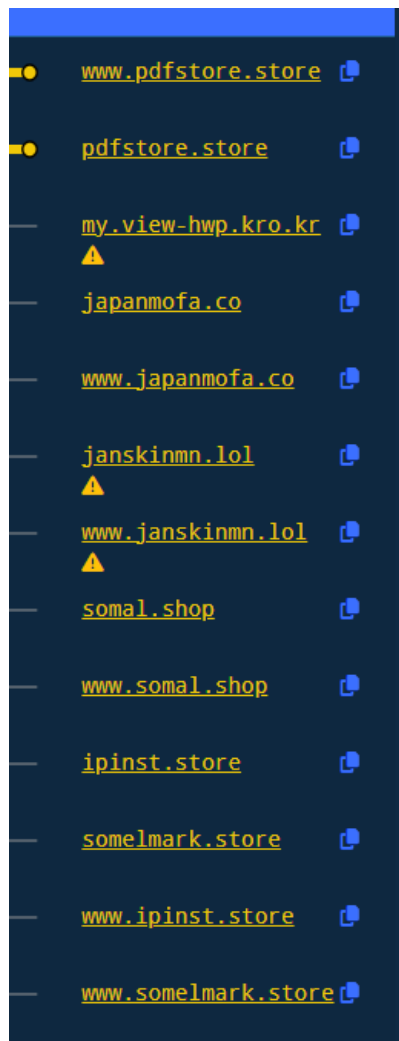 www.pdfstore.store
pdfstore.store
my.view-hwp.kro.kr
japanmofa.co
www.japanmofa.co
janskinmn.lol
www.janskinmn.lol
somal.shop
www.somal.shop
ipinst.store
somelmark.store
www.ipinst.store
www.somelmark.store